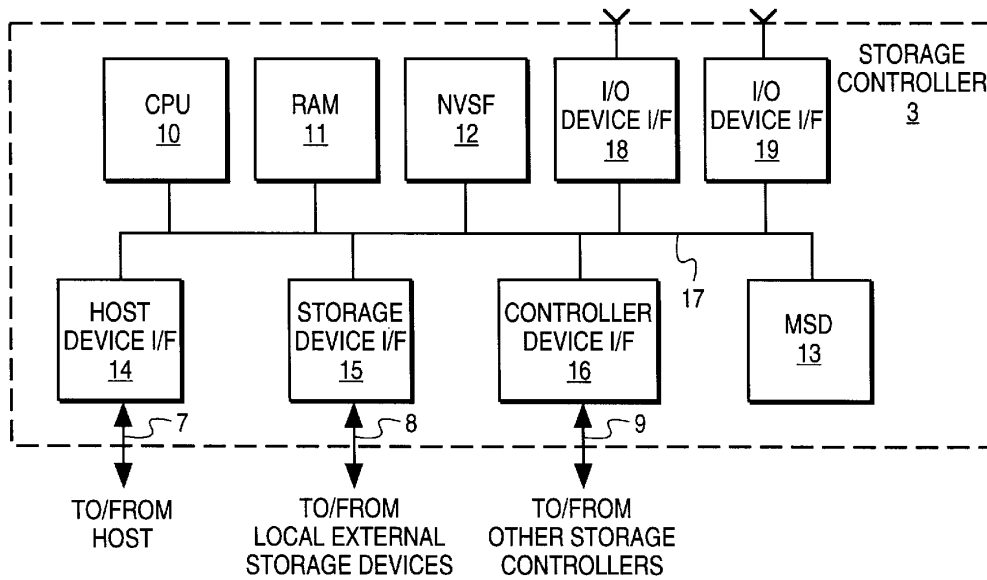 STORAGE
CONTROLLER
3
CPU
10
RAM
11
NVSF
12
I/O
DEVICE I/F
18
I/O
DEVICE I/F
19
17
HOST
DEVICE I/F
14
STORAGE
DEVICE I/F
15
CONTROLLER
DEVICE I/F
16
MSD
13
7
8
9
TO/FROM
HOST
TO/FROM
LOCAL EXTERNAL
STORAGE DEVICES
TO/FROM
OTHER STORAGE
CONTROLLERS